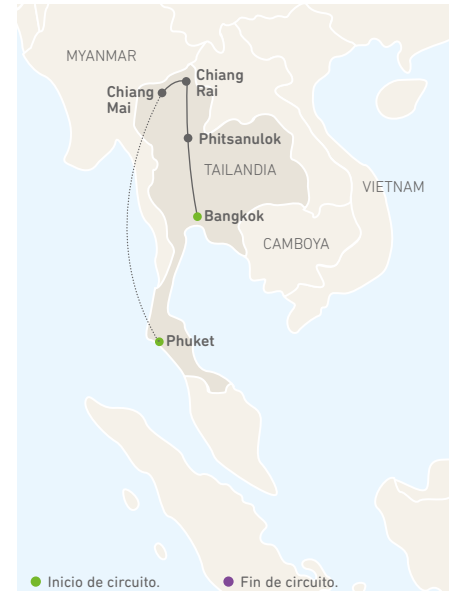 MYANMAR
Chiang
Rai
Chiang
Mai
Phitsanulok
TAILANDIA
VIETNAM
Bangkok
CAMBOYA
Phuket
Inicio de circuito.
Fin de circuito.